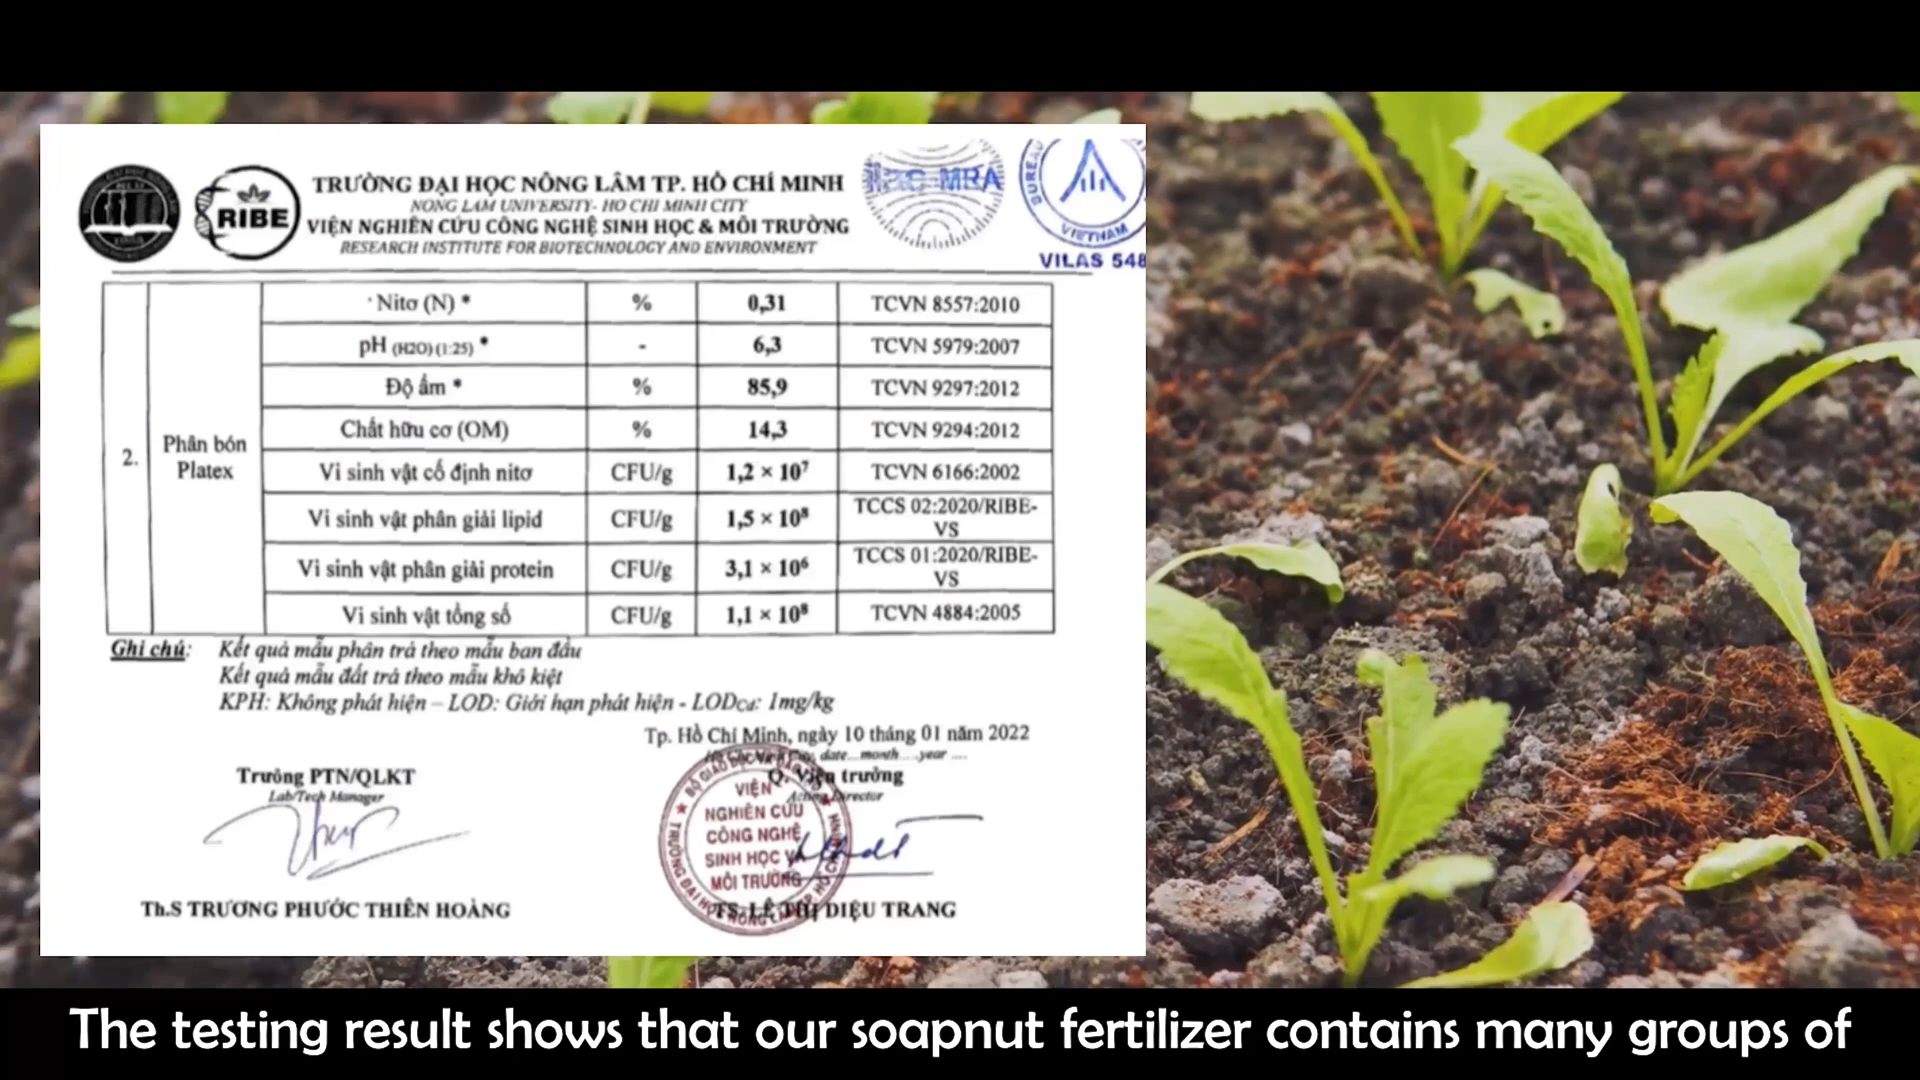 RIBE
TRƯỜNG ĐẠI HỌC NÔNG LÂM TP. HỒ CHÍ MINH
NONG LAM UNIVERSITY- HO CHI MINH CITY
VIỆN NGHIÊN CỨU CÔNG NGHỆ SINH HỌC & MÔI TRƯỜNG
RESEARCH INSTITUTE FOR BIOTECHNOLOGY AND ENVIRONMENT
MRA
BUREAU
VIETNAM
VILAS 548
2.
Phân bón
Platex
Nitơ (N) * % 0,31 TCVN 8557:2010
pH (H2O) (1:25) * - 6,3 TCVN 5979:2007
Độ ẩm * % 85,9 TCVN 9297:2012
Chất hữu cơ (OM) % 14,3 TCVN 9294:2012
Vi sinh vật cố định nitơ CFU/g 1,2 × 10⁷ TCVN 6166:2002
Vi sinh vật phân giải lipid CFU/g 1,5 × 10⁸ TCCS 02:2020/RIBE-
VS
Vi sinh vật phân giải protein CFU/g 3,1 × 10⁶ TCCS 01:2020/RIBE-
VS
Vi sinh vật tổng số CFU/g 1,1 × 10⁸ TCVN 4884:2005
Ghi chú: Kết quả mẫu phân trả theo mẫu ban đầu
Kết quả mẫu đất trả theo mẫu khô kiệt
KPH: Không phát hiện – LOD: Giới hạn phát hiện - LODCd: 1mg/kg
Tp. Hồ Chí Minh, ngày 10 tháng 01 năm 2022
date... month.....year ....
Trưởng PTN/QLKT
Lab/Tech Manager
Q. Viện trưởng
Acting Director
VIỆN
NGHIÊN CỨU
CÔNG NGHỆ
SINH HỌC VÀ
MÔI TRƯỜNG
Th.S TRƯƠNG PHƯỚC THIÊN HOÀNG
TS. LÊ THỊ DIỆU TRANG
The testing result shows that our soapnut fertilizer contains many groups of